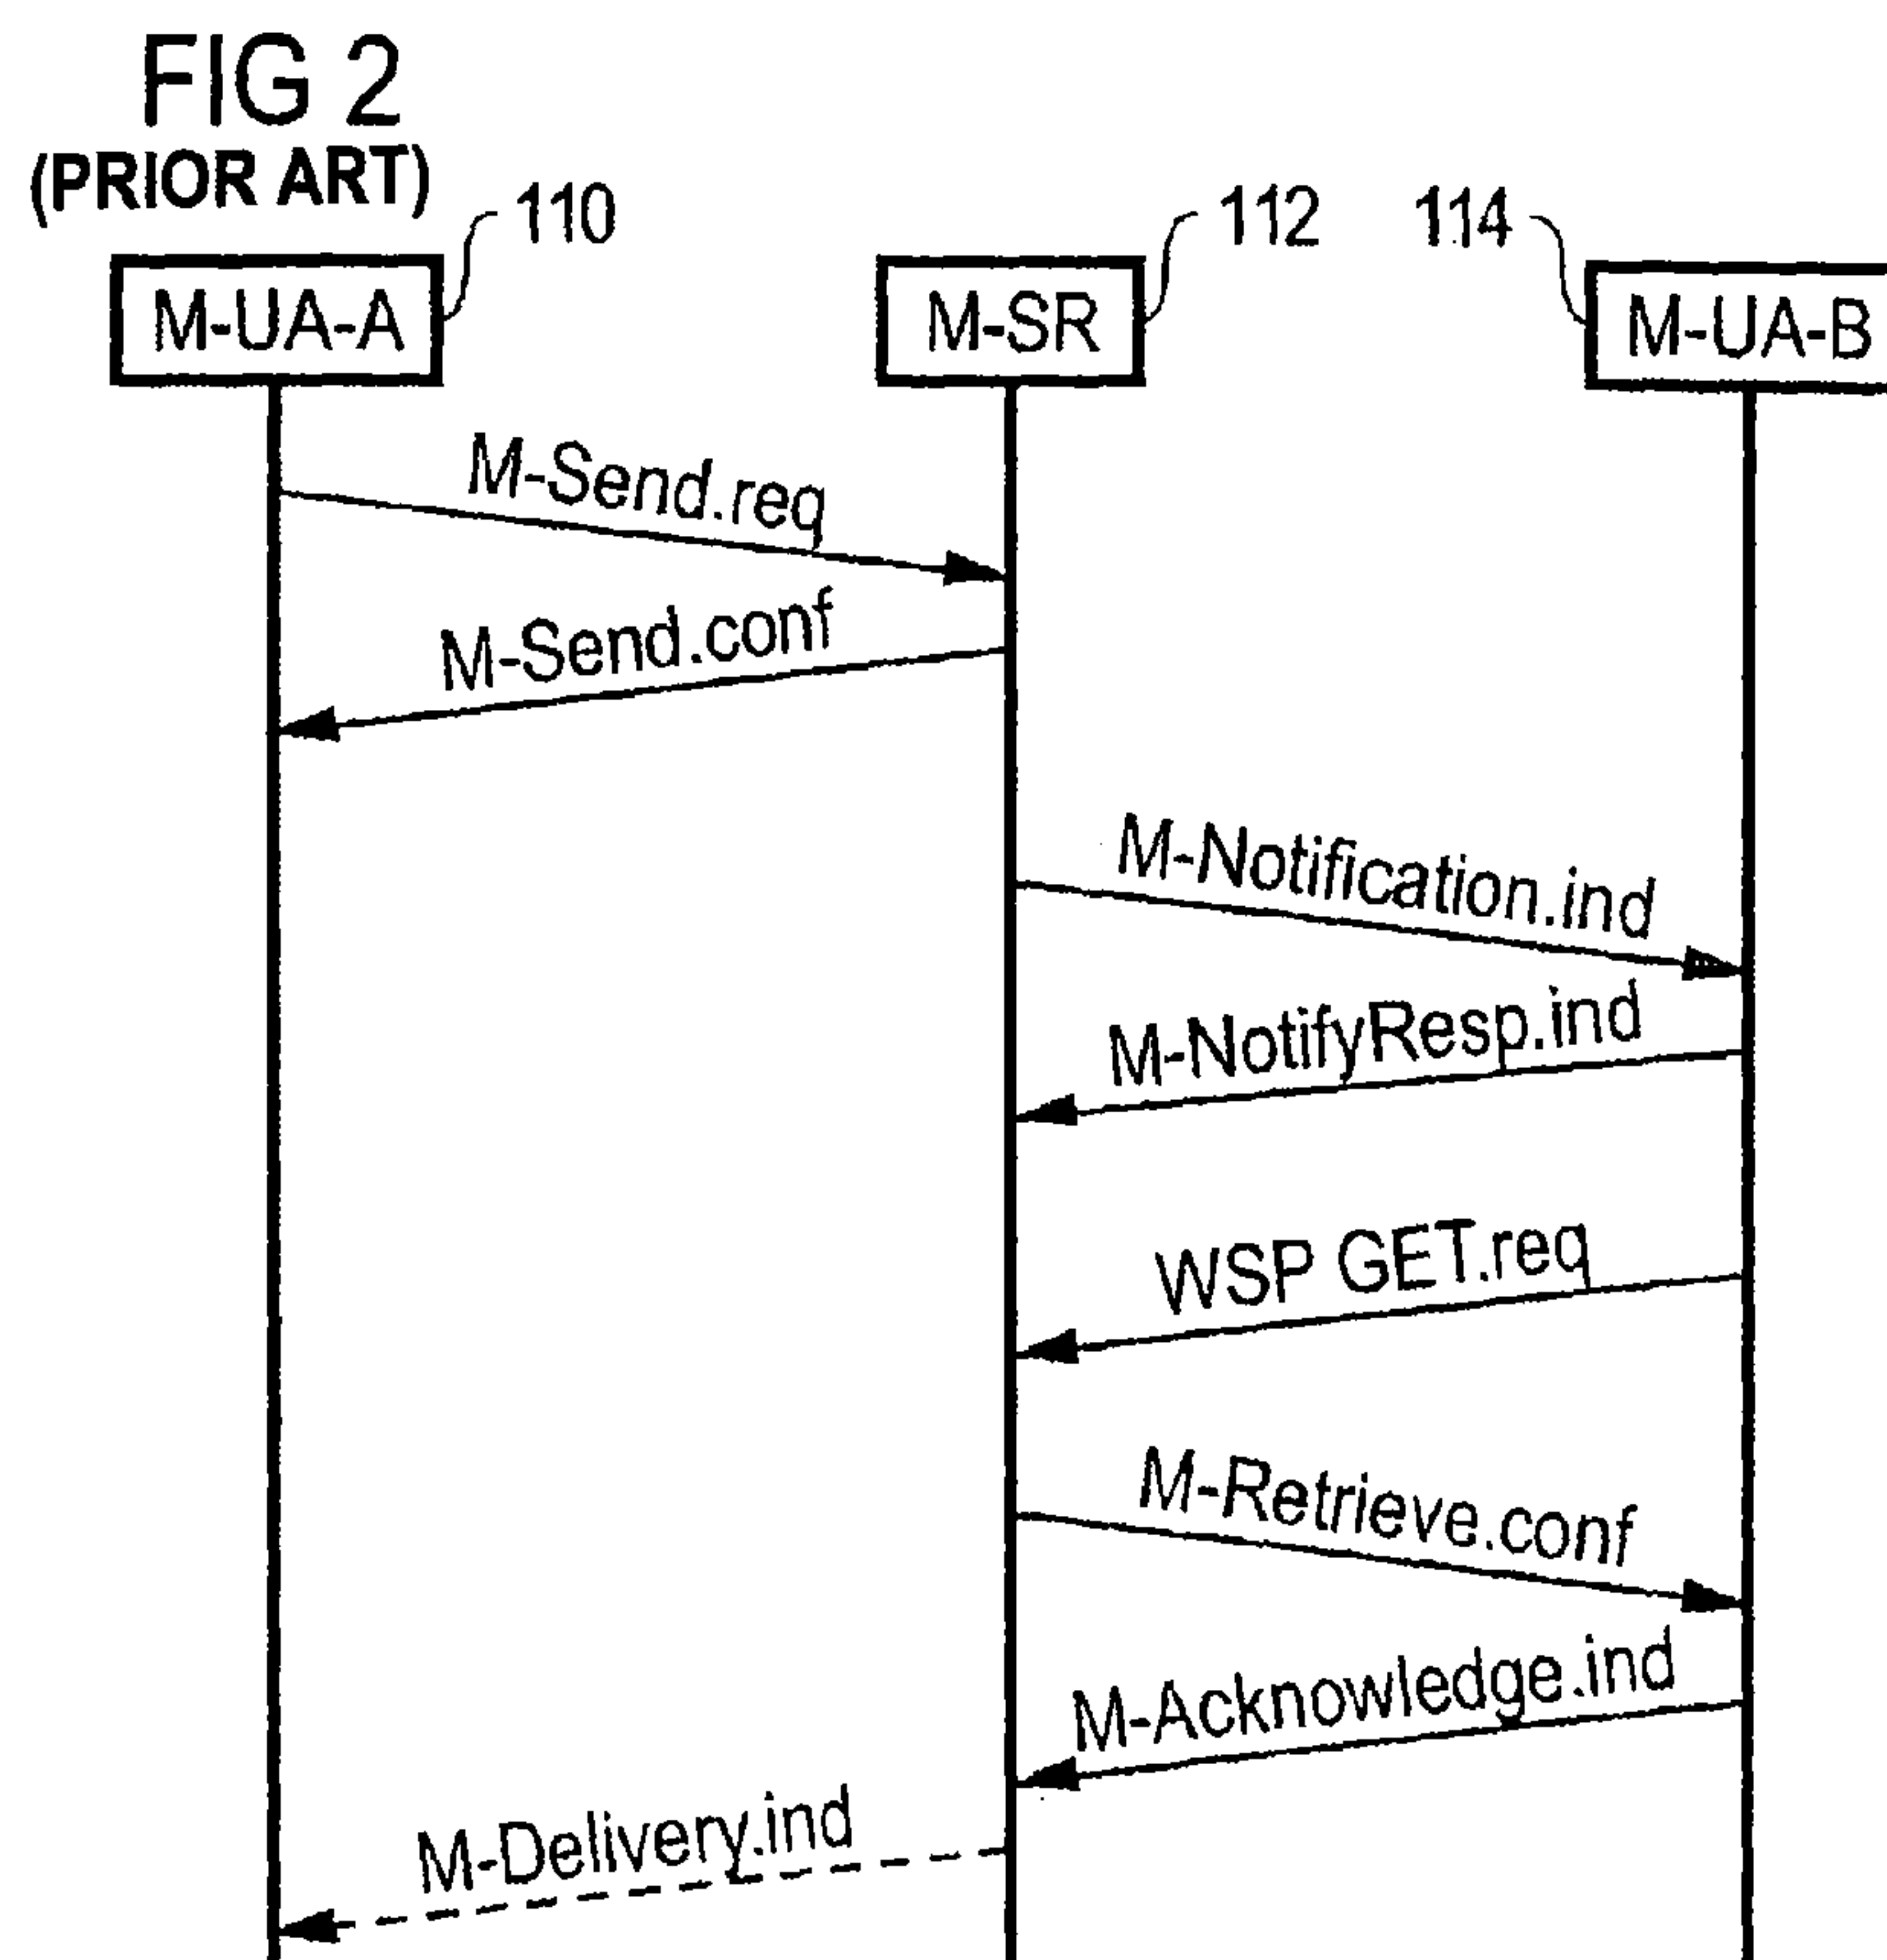 FIG 2
(PRIOR ART)
110
112
114
M-UA-A
M-SR
M-UA-B
M-Send.req
M-Send.conf
M-Notification.ind
M-NotifyResp.ind
WSP GET.req
M-Retrieve.conf
M-Acknowledge.ind
M-Delivery.ind